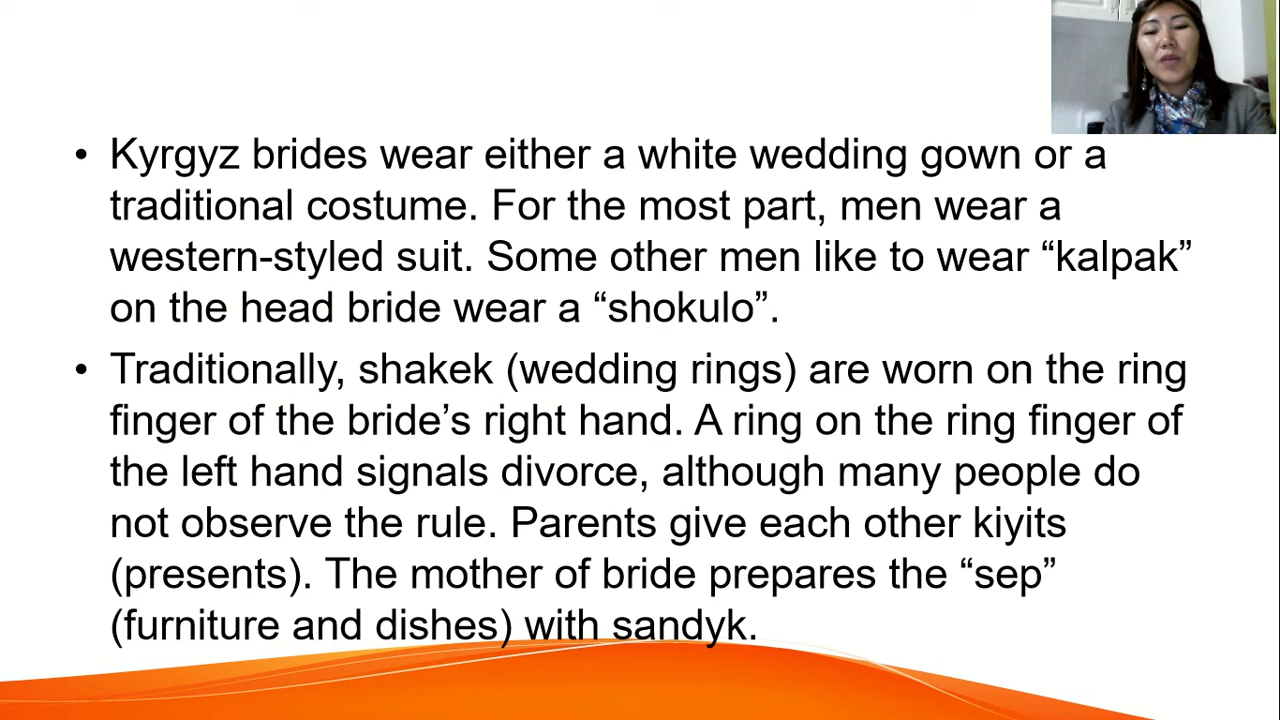 • Kyrgyz brides wear either a white wedding gown or a
traditional costume. For the most part, men wear a
western-styled suit. Some other men like to wear “kalpak”
on the head bride wear a “shokulo”.
• Traditionally, shakek (wedding rings) are worn on the ring
finger of the bride’s right hand. A ring on the ring finger of
the left hand signals divorce, although many people do
not observe the rule. Parents give each other kiyits
(presents). The mother of bride prepares the “sep”
(furniture and dishes) with sandyk.